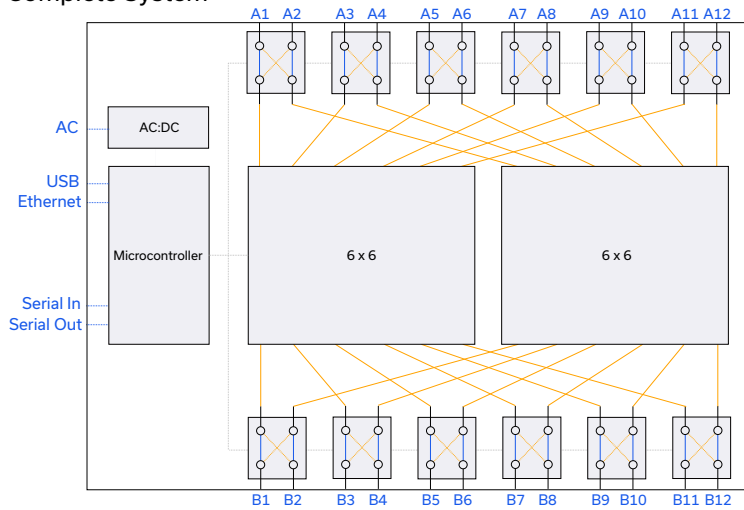 Complete System
A1 A2 A3 A4 A5 A6 A7 A8 A9 A10 A11 A12
AC
AC:DC
USB
Ethernet
Microcontroller
6 x 6
6 x 6
Serial In
Serial Out
B1 B2 B3 B4 B5 B6 B7 B8 B9 B10 B11 B12